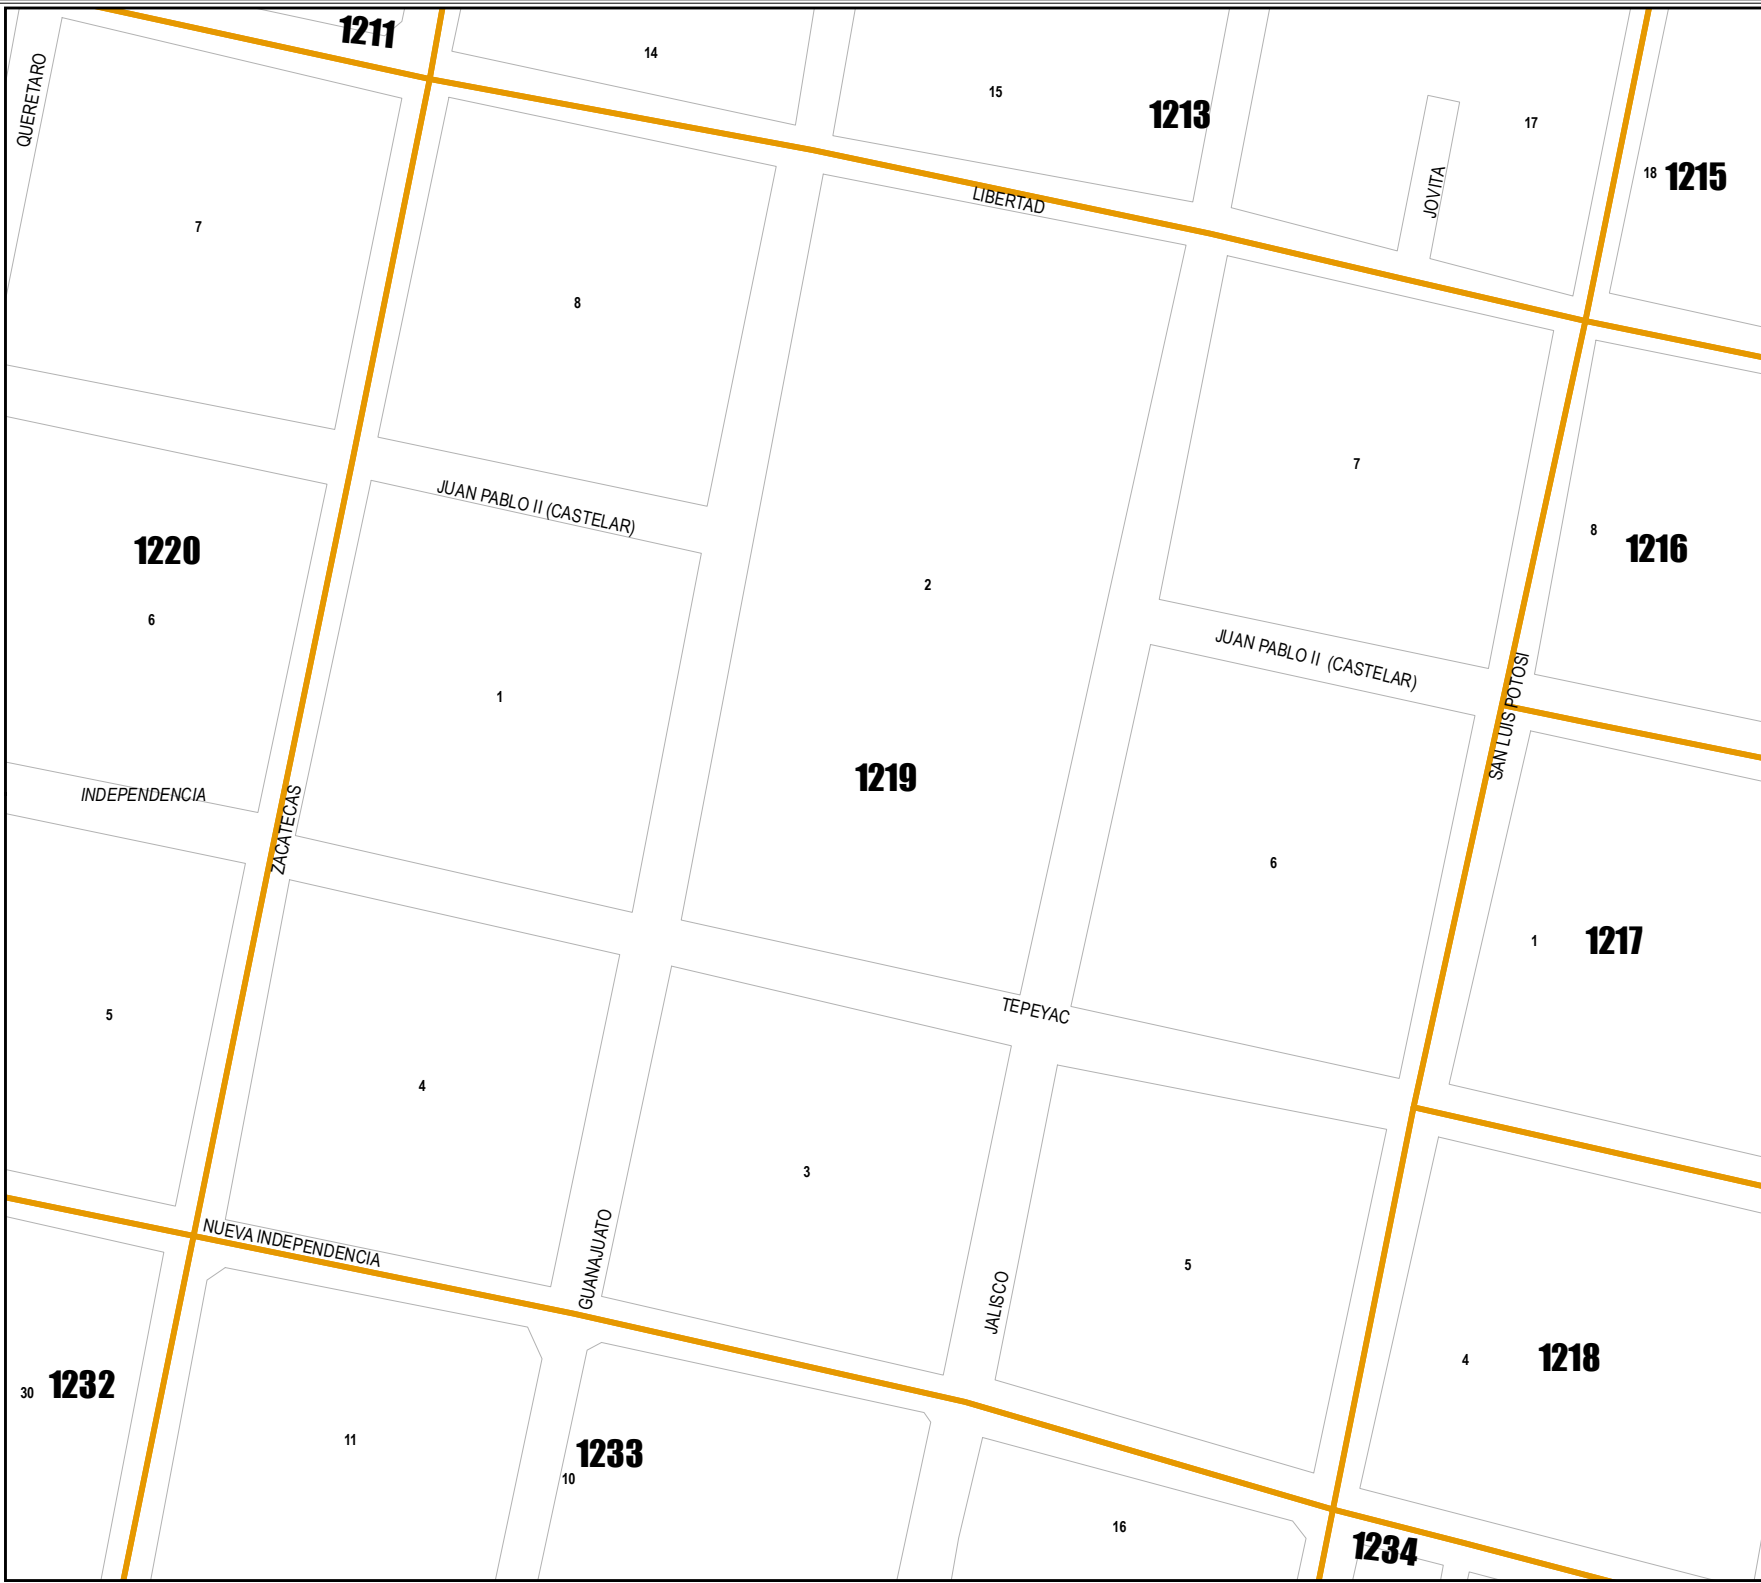 1211
14
QUERETARO
15
1213
17
18 1215
JOVITA
LIBERTAD
7
8
7
JUAN PABLO II (CASTELAR)
1220
8 1216
2
6
JUAN PABLO II (CASTELAR)
1
SAN LUIS POTOSI
1219
INDEPENDENCIA
ZACATECAS
6
1 1217
TEPEYAC
5
4
3
NUEVA INDEPENDENCIA
GUANAJUATO
5
JALISCO
4 1218
30 1232
11
1233
10
16
1234